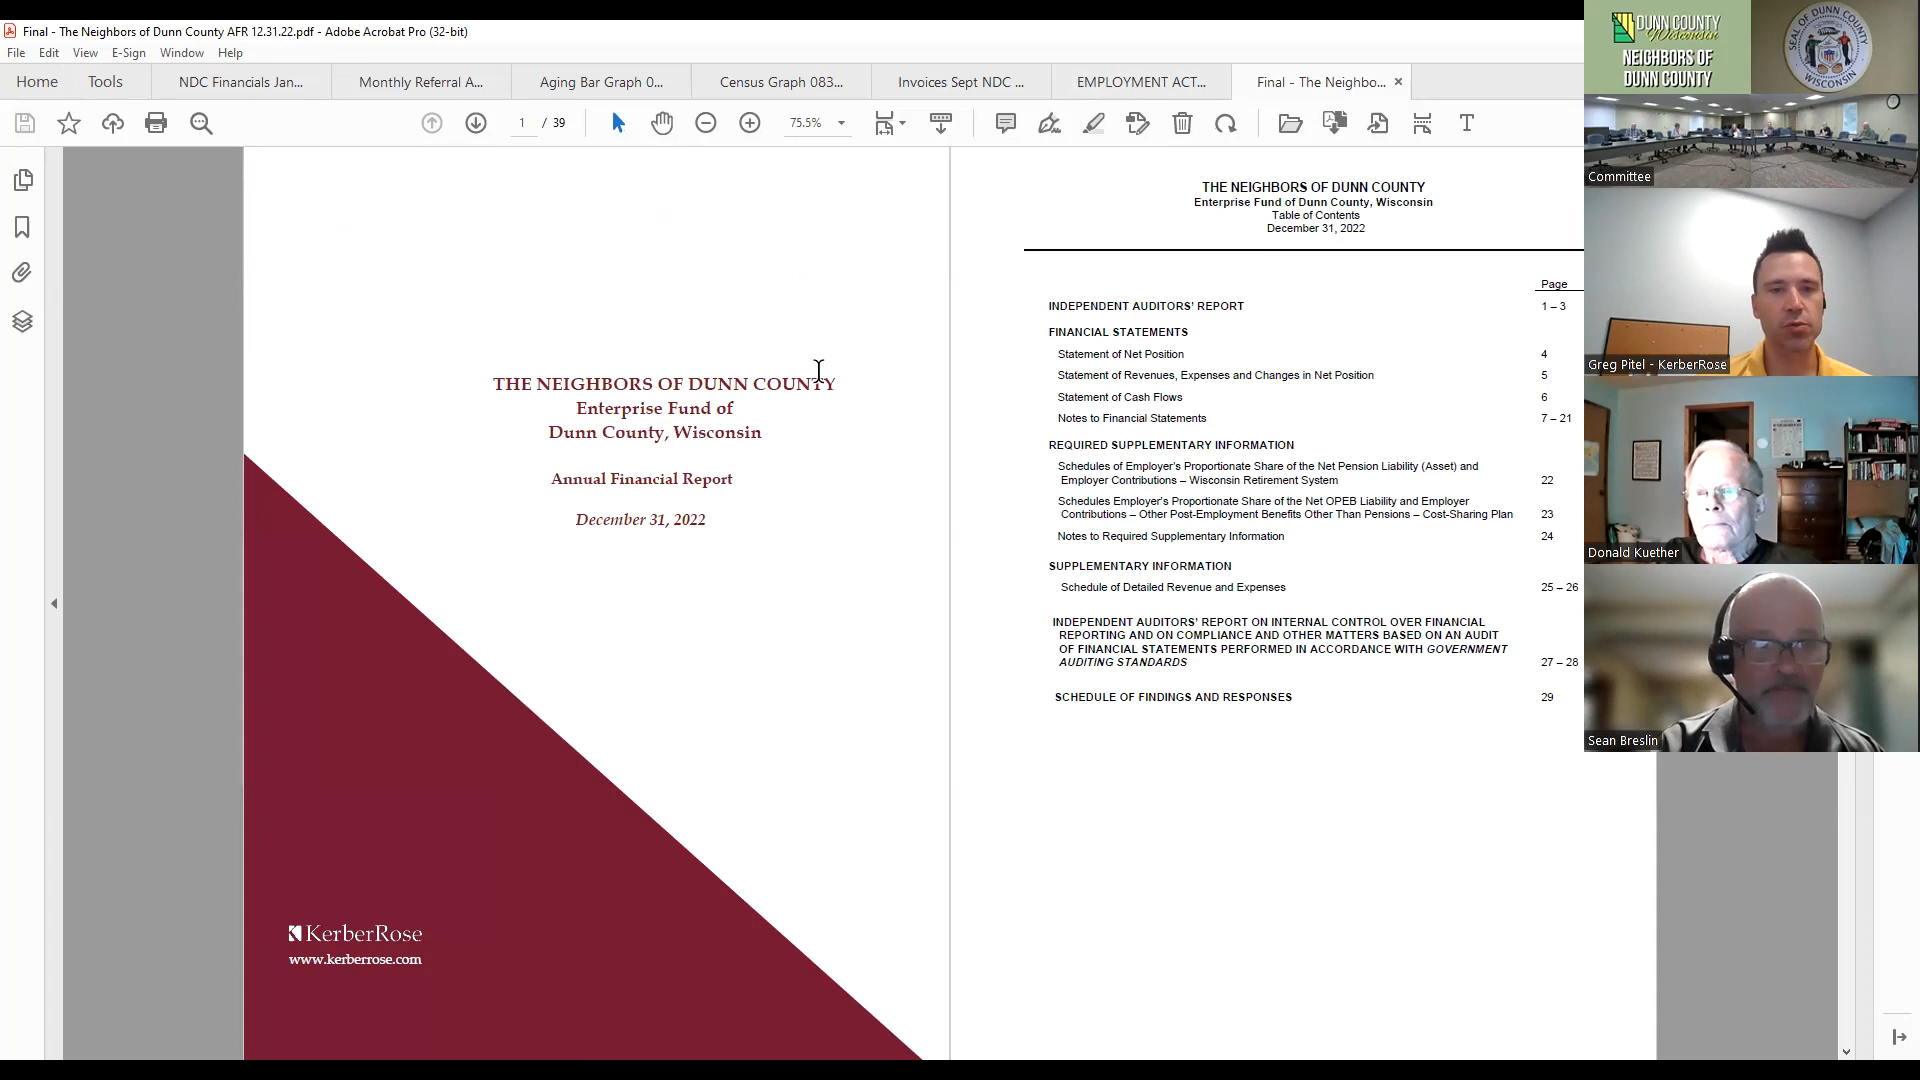 Final - The Neighbors of Dunn County AFR 12.31.22.pdf - Adobe Acrobat Pro (32-bit)
File Edit View E-Sign Window Help
Home Tools NDC Financials Jan... Monthly Referral A... Aging Bar Graph 0... Census Graph 083... Invoices Sept NDC ... EMPLOYMENT ACT... Final - The Neighbo... ×
1 / 39 75.5%
THE NEIGHBORS OF DUNN COUNTY
Enterprise Fund of
Dunn County, Wisconsin
Annual Financial Report
December 31, 2022
KerberRose
www.kerberrose.com
THE NEIGHBORS OF DUNN COUNTY
Enterprise Fund of Dunn County, Wisconsin
Table of Contents
December 31, 2022
Page
INDEPENDENT AUDITORS' REPORT 1 – 3
FINANCIAL STATEMENTS
Statement of Net Position 4
Statement of Revenues, Expenses and Changes in Net Position 5
Statement of Cash Flows 6
Notes to Financial Statements 7 – 21
REQUIRED SUPPLEMENTARY INFORMATION
Schedules of Employer's Proportionate Share of the Net Pension Liability (Asset) and
Employer Contributions – Wisconsin Retirement System 22
Schedules Employer's Proportionate Share of the Net OPEB Liability and Employer
Contributions – Other Post-Employment Benefits Other Than Pensions – Cost-Sharing Plan 23
Notes to Required Supplementary Information 24
SUPPLEMENTARY INFORMATION
Schedule of Detailed Revenue and Expenses 25 – 26
INDEPENDENT AUDITORS' REPORT ON INTERNAL CONTROL OVER FINANCIAL
REPORTING AND ON COMPLIANCE AND OTHER MATTERS BASED ON AN AUDIT
OF FINANCIAL STATEMENTS PERFORMED IN ACCORDANCE WITH GOVERNMENT
AUDITING STANDARDS 27 – 28
SCHEDULE OF FINDINGS AND RESPONSES 29
DUNN COUNTY
Wisconsin
NEIGHBORS OF
DUNN COUNTY
SEAL OF DUNN COUNTY
WISCONSIN
Committee
Greg Pitel - KerberRose
Donald Kuether
Sean Breslin